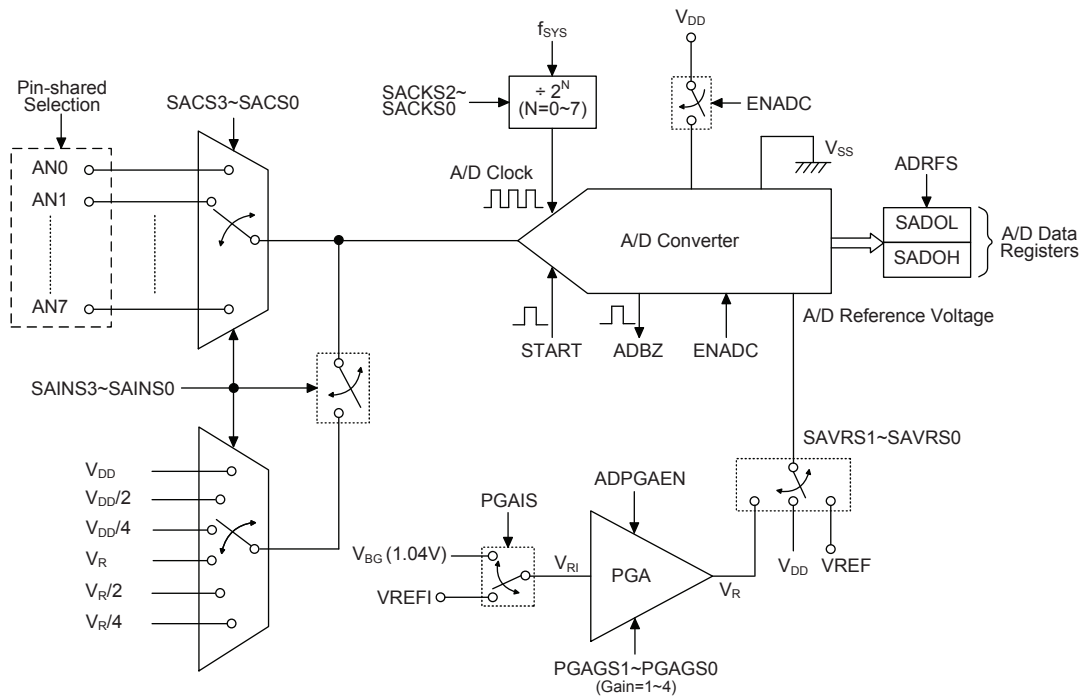 Pin-shared
Selection
AN0
AN1
AN7
SACS3~SACS0
fSYS
SACKS2~
SACKS0
÷ 2^N
(N=0~7)
A/D Clock
VDD
ENADC
VSS
A/D Converter
ADRFS
SADOL
SADOH
A/D Data
Registers
START
ADBZ
ENADC
A/D Reference Voltage
SAINS3~SAINS0
VDD
VDD/2
VDD/4
VR
VR/2
VR/4
SAVRS1~SAVRS0
PGAIS
ADPGAEN
VBG (1.04V)
VREFI
VRI
PGA
VR
VDD
VREF
PGAGS1~PGAGS0
(Gain=1~4)